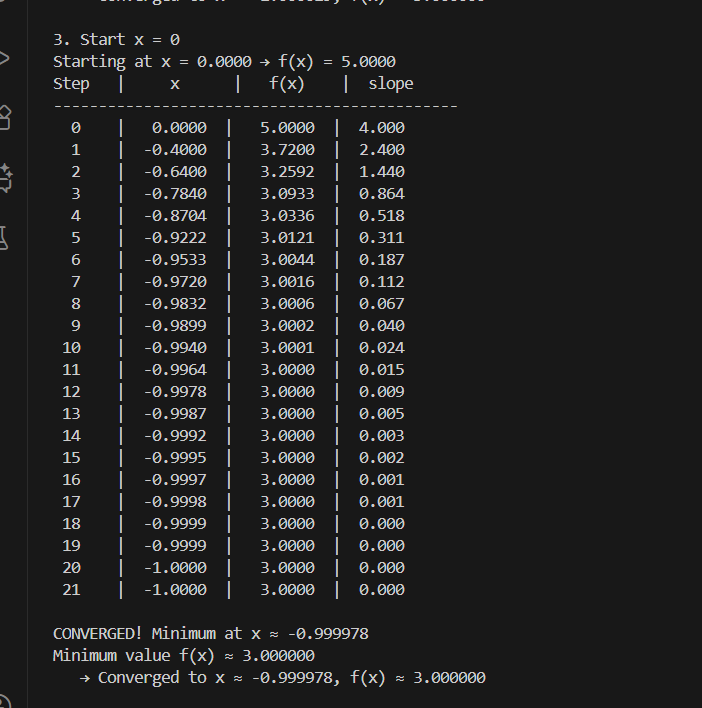 3. Start x = 0
Starting at x = 0.0000 → f(x) = 5.0000
Step | x | f(x) | slope
---------------------------------------------
0 | 0.0000 | 5.0000 | 4.000
1 | -0.4000 | 3.7200 | 2.400
2 | -0.6400 | 3.2592 | 1.440
3 | -0.7840 | 3.0933 | 0.864
4 | -0.8704 | 3.0336 | 0.518
5 | -0.9222 | 3.0121 | 0.311
6 | -0.9533 | 3.0044 | 0.187
7 | -0.9720 | 3.0016 | 0.112
8 | -0.9832 | 3.0006 | 0.067
9 | -0.9899 | 3.0002 | 0.040
10 | -0.9940 | 3.0001 | 0.024
11 | -0.9964 | 3.0000 | 0.015
12 | -0.9978 | 3.0000 | 0.009
13 | -0.9987 | 3.0000 | 0.005
14 | -0.9992 | 3.0000 | 0.003
15 | -0.9995 | 3.0000 | 0.002
16 | -0.9997 | 3.0000 | 0.001
17 | -0.9998 | 3.0000 | 0.001
18 | -0.9999 | 3.0000 | 0.000
19 | -0.9999 | 3.0000 | 0.000
20 | -1.0000 | 3.0000 | 0.000
21 | -1.0000 | 3.0000 | 0.000
CONVERGED! Minimum at x ≈ -0.999978
Minimum value f(x) ≈ 3.000000
→ Converged to x ≈ -0.999978, f(x) ≈ 3.000000